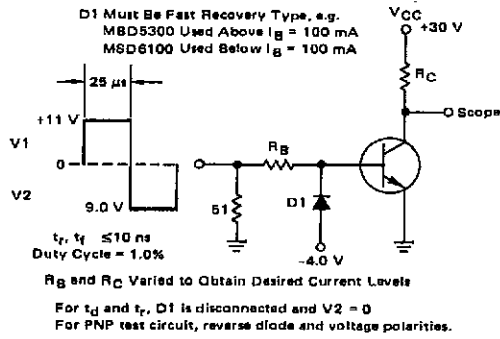 D1 Must Be Fast Recovery Type, e.g.
MBD5300 Used Above IB = 100 mA
MSD6100 Used Below IB = 100 mA
VCC
+30 V
25 µs
RC
+11 V
Scope
V1
RB
0
V2
51
D1
9.0 V
tr, tf ≤10 ns
-4.0 V
Duty Cycle = 1.0%
RB and RC Varied to Obtain Desired Current Levels
For td and tr, D1 is disconnected and V2 = 0
For PNP test circuit, reverse diode and voltage polarities.